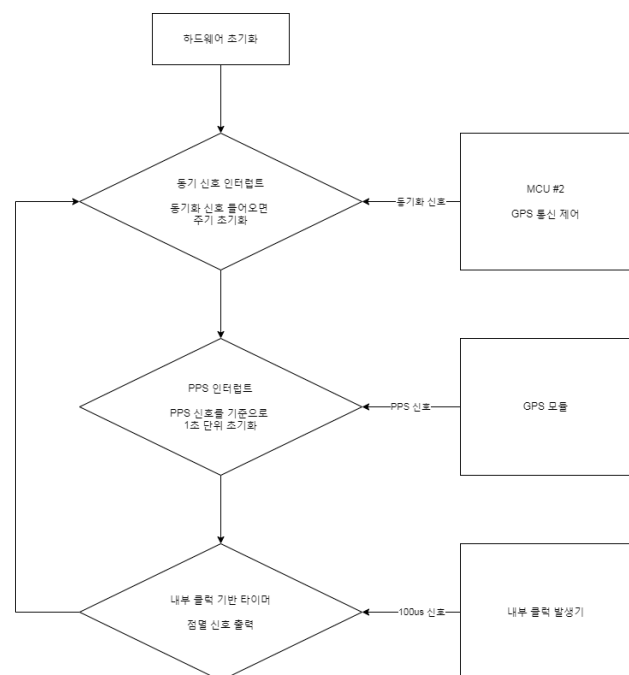 하드웨어 초기화
동기 신호 인터럽트
동기화 신호 들어오면
주기 초기화
동기화 신호
MCU #2
GPS 통신 제어
PPS 인터럽트
PPS 신호를 기준으로
1초 단위 초기화
PPS 신호
GPS 모듈
내부 클럭 기반 타이머
점멸 신호 출력
100us 신호
내부 클럭 발생기